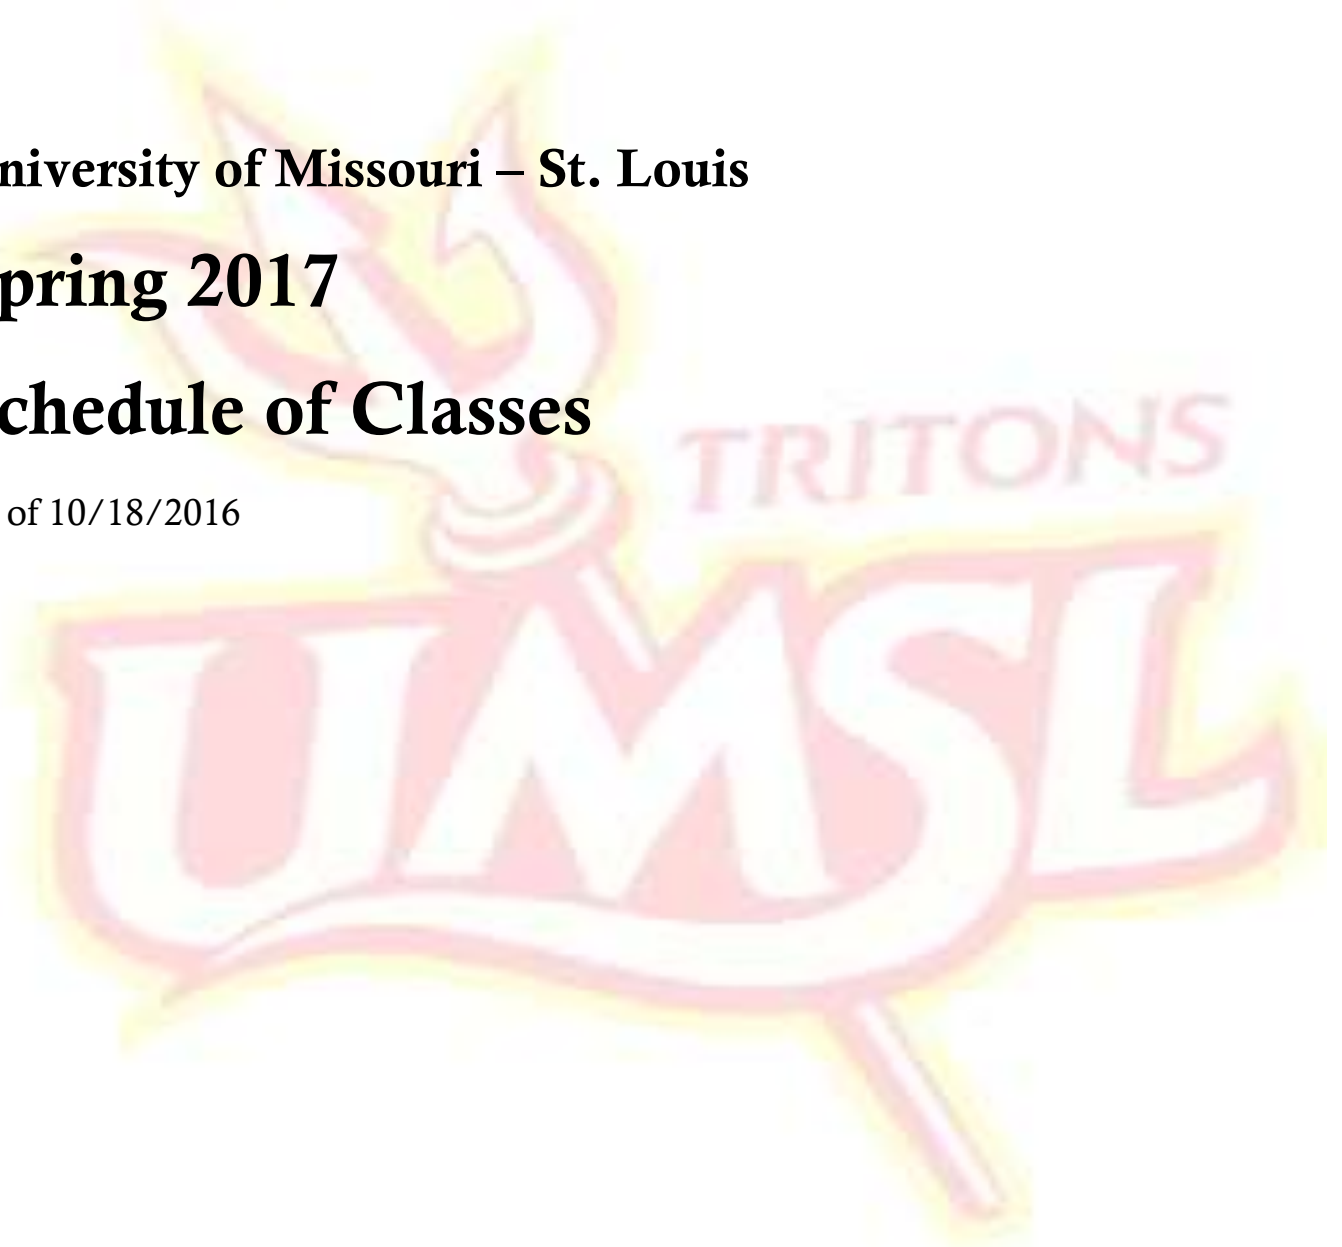 niversity of Missouri – St. Louis
pring 2017
chedule of Classes
of 10/18/2016
TRITONS
UMSL